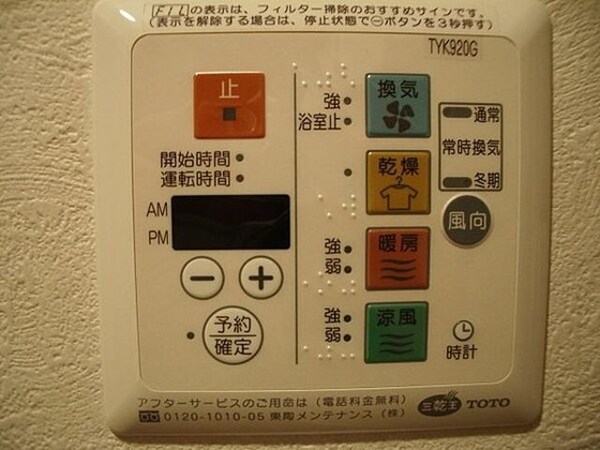 FILの表示は、フィルター掃除のおすすめサインです。
(表示を解除する場合は、停止状態で⊖ボタンを3秒押す)
TYK920G
止
換気
強
浴室止
通常
常時換気
冬期
開始時間
運転時間
乾燥
AM
PM
風向
暖房
強
弱
予約
確定
涼風
強
弱
時計
アフターサービスのご用命は(電話料金無料)
0120-1010-05 東陶メンテナンス(株)
三乾王 TOTO